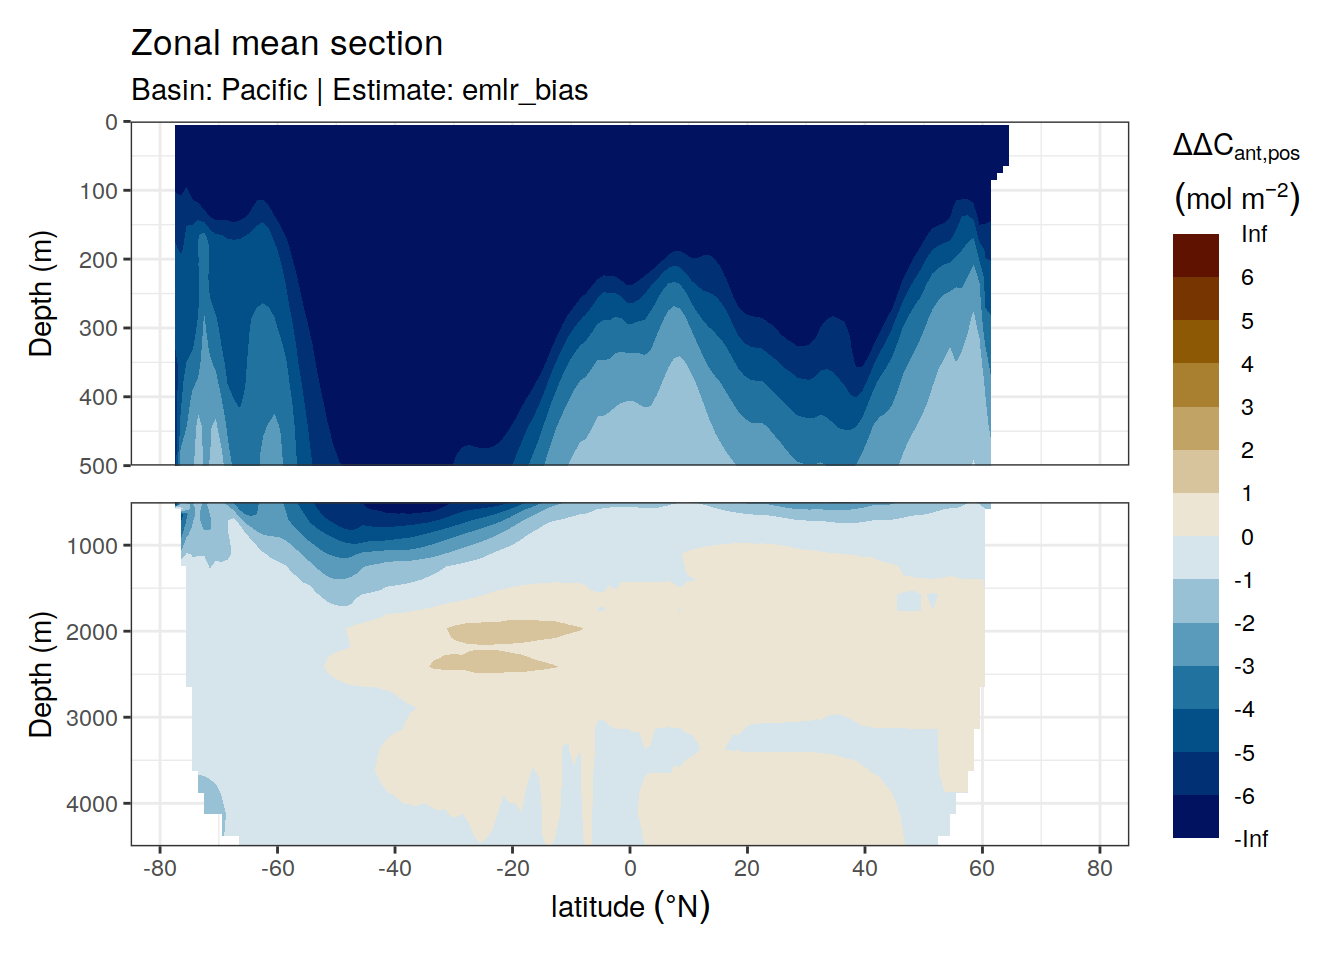 Zonal mean section
Basin: Pacific | Estimate: emlr_bias
0
100
200
300
400
500
Depth (m)
1000
2000
3000
4000
Depth (m)
-80 -60 -40 -20 0 20 40 60 80
latitude (°N)
ΔΔC_ant,pos
(mol m⁻²)
Inf
6
5
4
3
2
1
0
-1
-2
-3
-4
-5
-6
-Inf